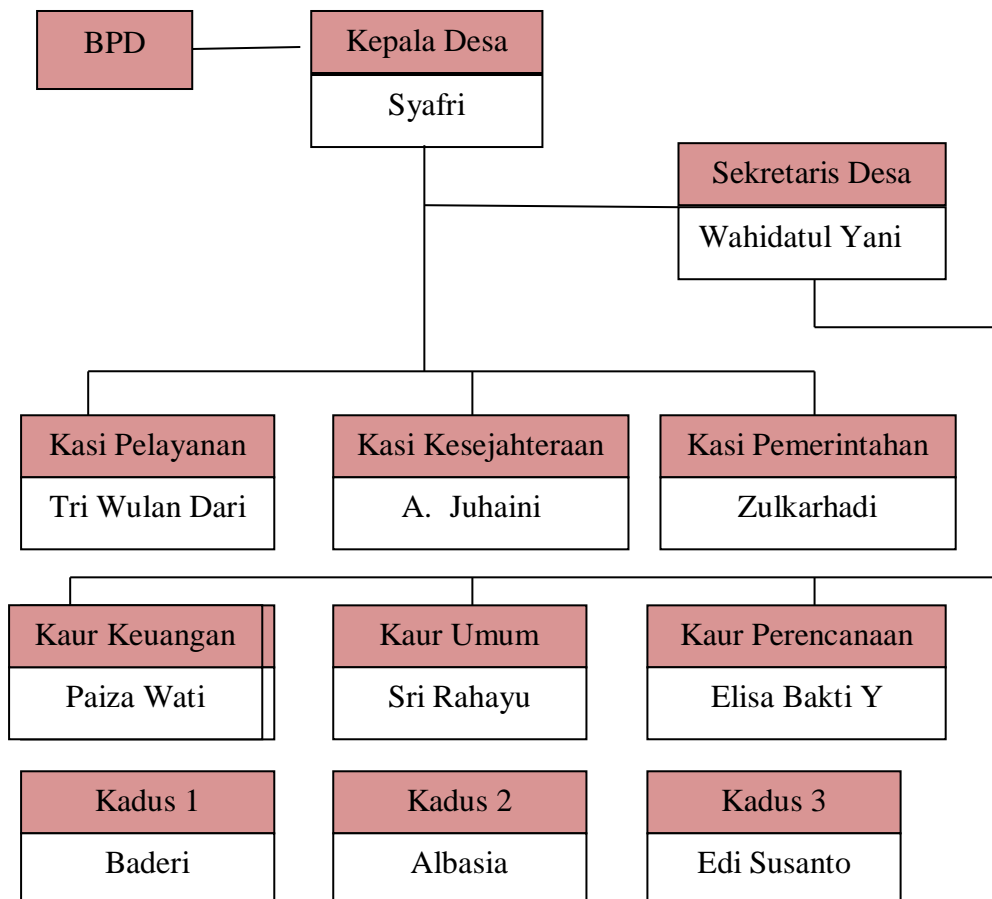 BPD
Kepala Desa
Syafri
Sekretaris Desa
Wahidatul Yani
Kasi Pelayanan
Tri Wulan Dari
Kasi Kesejahteraan
A. Juhaini
Kasi Pemerintahan
Zulkarhadi
Kaur Keuangan
Paiza Wati
Kaur Umum
Sri Rahayu
Kaur Perencanaan
Elisa Bakti Y
Kadus 1
Baderi
Kadus 2
Albasia
Kadus 3
Edi Susanto